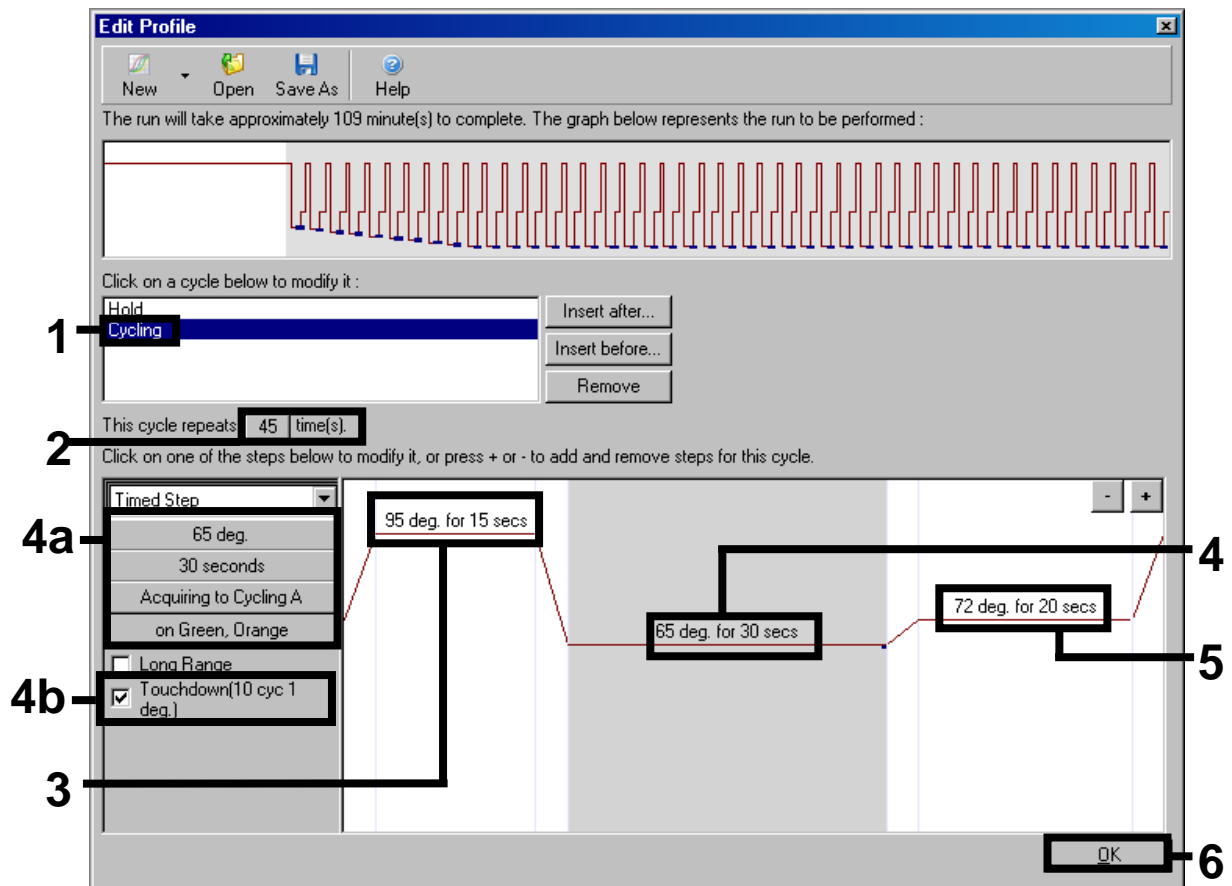 Edit Profile
New Open Save As Help
The run will take approximately 109 minute(s) to complete. The graph below represents the run to be performed :
Click on a cycle below to modify it :
Hold
Insert after...
1
Cycling
Insert before...
Remove
This cycle repeats 45 time(s).
2
Click on one of the steps below to modify it, or press + or - to add and remove steps for this cycle.
Timed Step
- +
95 deg. for 15 secs
4a
65 deg.
4
30 seconds
Acquiring to Cycling A
72 deg. for 20 secs
on Green, Orange
65 deg. for 30 secs
5
Long Range
4b
Touchdown(10 cyc 1
deg.)
3
OK
6